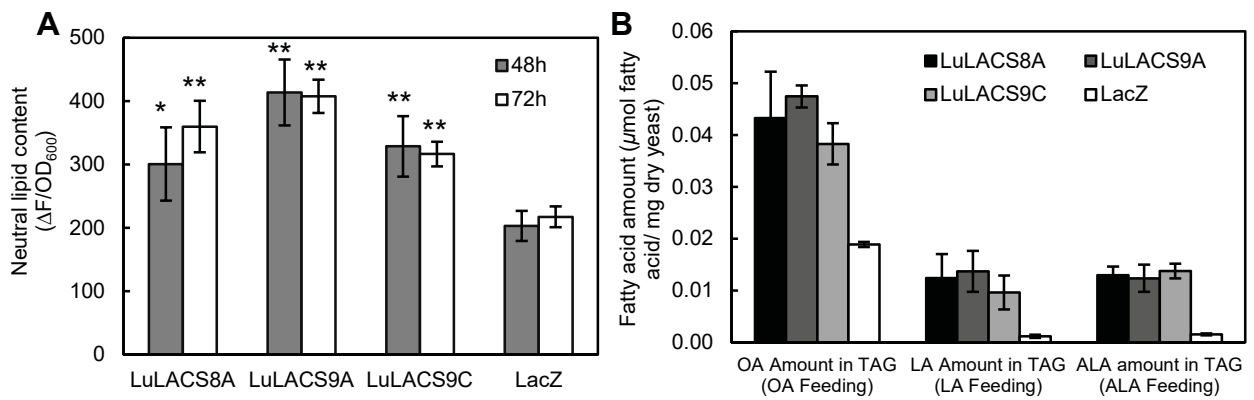 A
Neutral lipid content
(ΔF/OD600)
500
400
300
200
100
0
* **
** **
** **
48h
72h
LuLACS8A LuLACS9A LuLACS9C LacZ
B
Fatty acid amount (µmol fatty
acid/ mg dry yeast)
0.06
0.05
0.04
0.03
0.02
0.01
0.00
LuLACS8A LuLACS9A
LuLACS9C LacZ
OA Amount in TAG
(OA Feeding)
LA Amount in TAG
(LA Feeding)
ALA amount in TAG
(ALA Feeding)